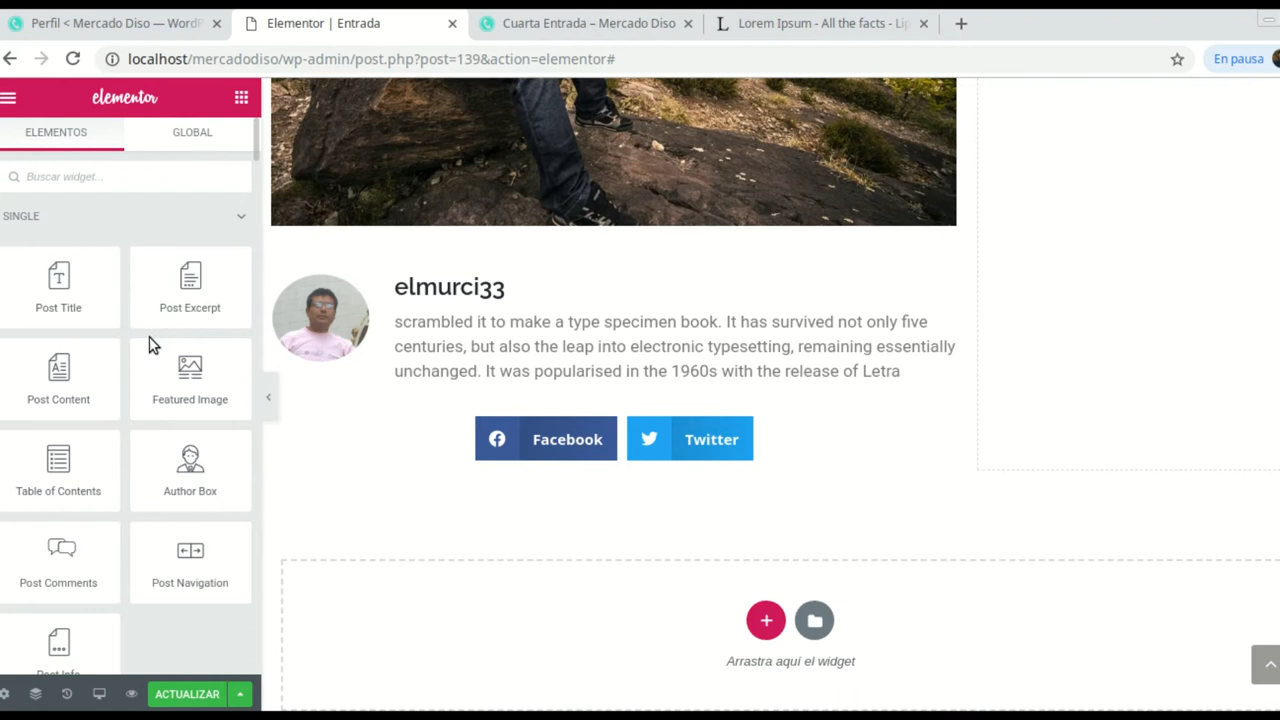 Perfil < Mercado Diso — WordP
Elementor | Entrada
Cuarta Entrada – Mercado Diso
Lorem Ipsum - All the facts - Lip
localhost/mercadodiso/wp-admin/post.php?post=139&action=elementor#
En pausa
elementor
ELEMENTOS
GLOBAL
Buscar widget...
SINGLE
Post Title
Post Excerpt
Post Content
Featured Image
Table of Contents
Author Box
Post Comments
Post Navigation
Post Info
ACTUALIZAR
elmurci33
scrambled it to make a type specimen book. It has survived not only five
centuries, but also the leap into electronic typesetting, remaining essentially
unchanged. It was popularised in the 1960s with the release of Letra
Facebook
Twitter
Arrastra aquí el widget